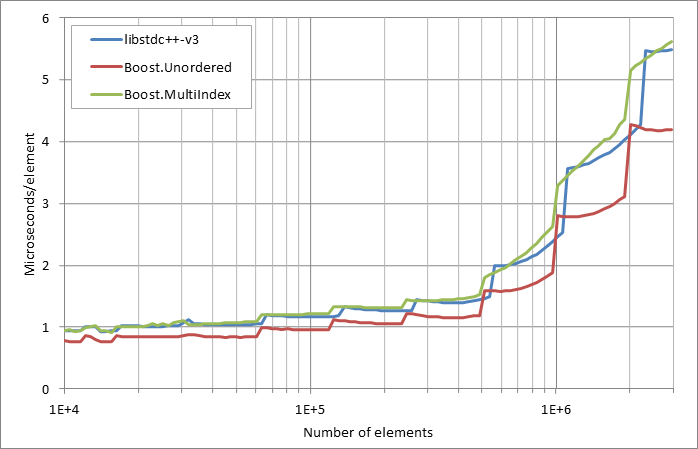 6
5
4
3
2
1
0
Microseconds/element
libstdc++-v3
Boost.Unordered
Boost.MultiIndex
1E+4 1E+5 1E+6
Number of elements